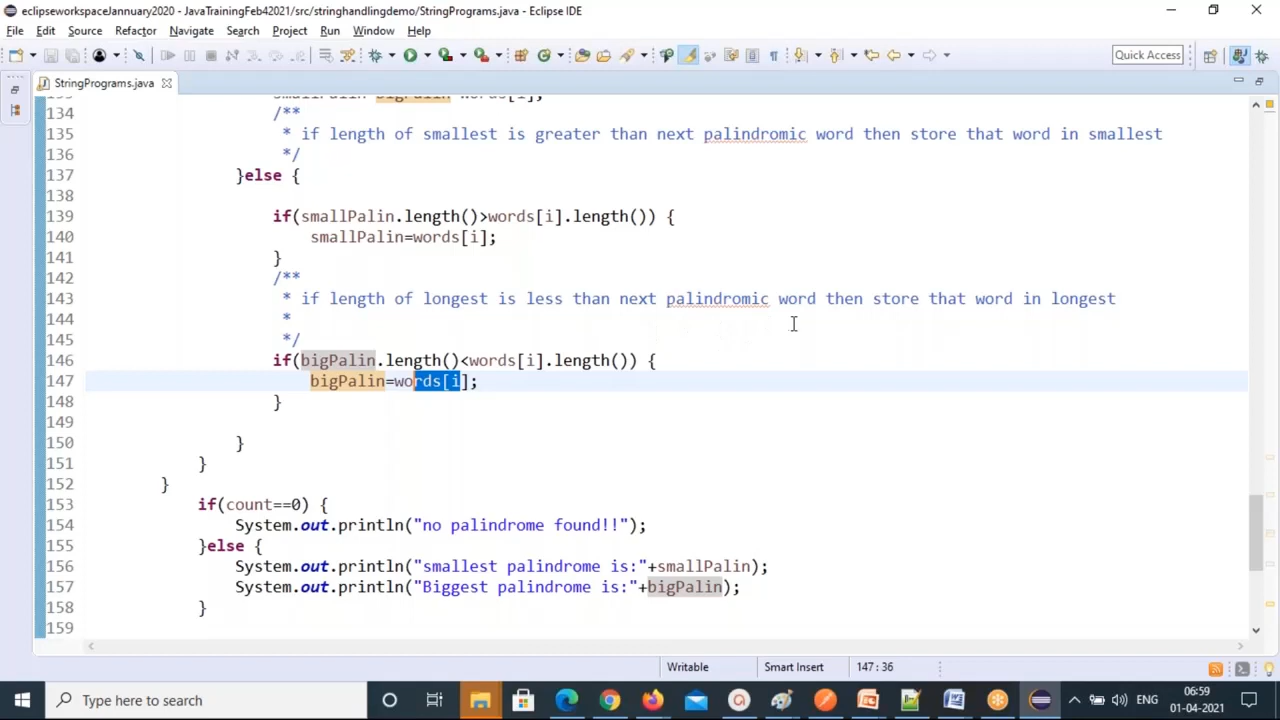 eclipseworkspaceJannuary2020 - JavaTrainingFeb42021/src/stringhandlingdemo/StringPrograms.java - Eclipse IDE
File Edit Source Refactor Navigate Search Project Run Window Help
Quick Access
StringPrograms.java
134 /**
135 * if length of smallest is greater than next palindromic word then store that word in smallest
136 */
137 }else {
138
139 if(smallPalin.length()>words[i].length()) {
140 smallPalin=words[i];
141 }
142 /**
143 * if length of longest is less than next palindromic word then store that word in longest
144 *
145 */
146 if(bigPalin.length()<words[i].length()) {
147 bigPalin=words[i];
148 }
149
150 }
151 }
152 }
153 if(count==0) {
154 System.out.println("no palindrome found!!");
155 }else {
156 System.out.println("smallest palindrome is:"+smallPalin);
157 System.out.println("Biggest palindrome is:"+bigPalin);
158 }
159
Writable Smart Insert 147 : 36
Type here to search
ENG
06:59
01-04-2021